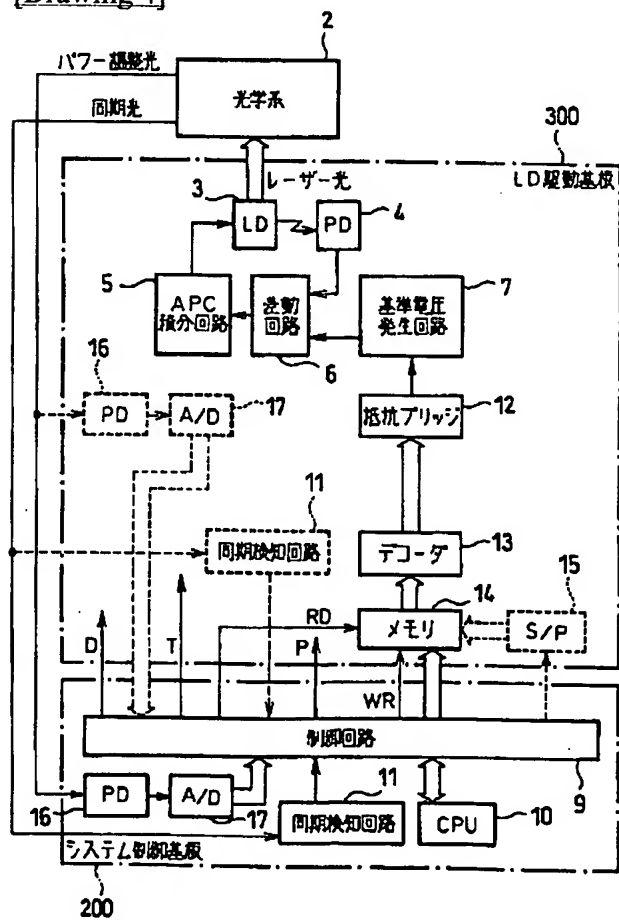 [Drawing 4]
2
パワー調整光
同期光
光学系
300
LD駆動基板
レーザー光
3
LD
PD
4
5
APC
積分回路
差動
回路
6
基準電圧
発生回路
7
16
PD
A/D
17
抵抗ブリッジ
12
11
同期検知回路
デコーダ
13
14
メモリ
15
S/P
D
T
RD
P
WR
制御回路
9
16
PD
A/D
17
11
同期検知回路
CPU
10
システム制御基板
200